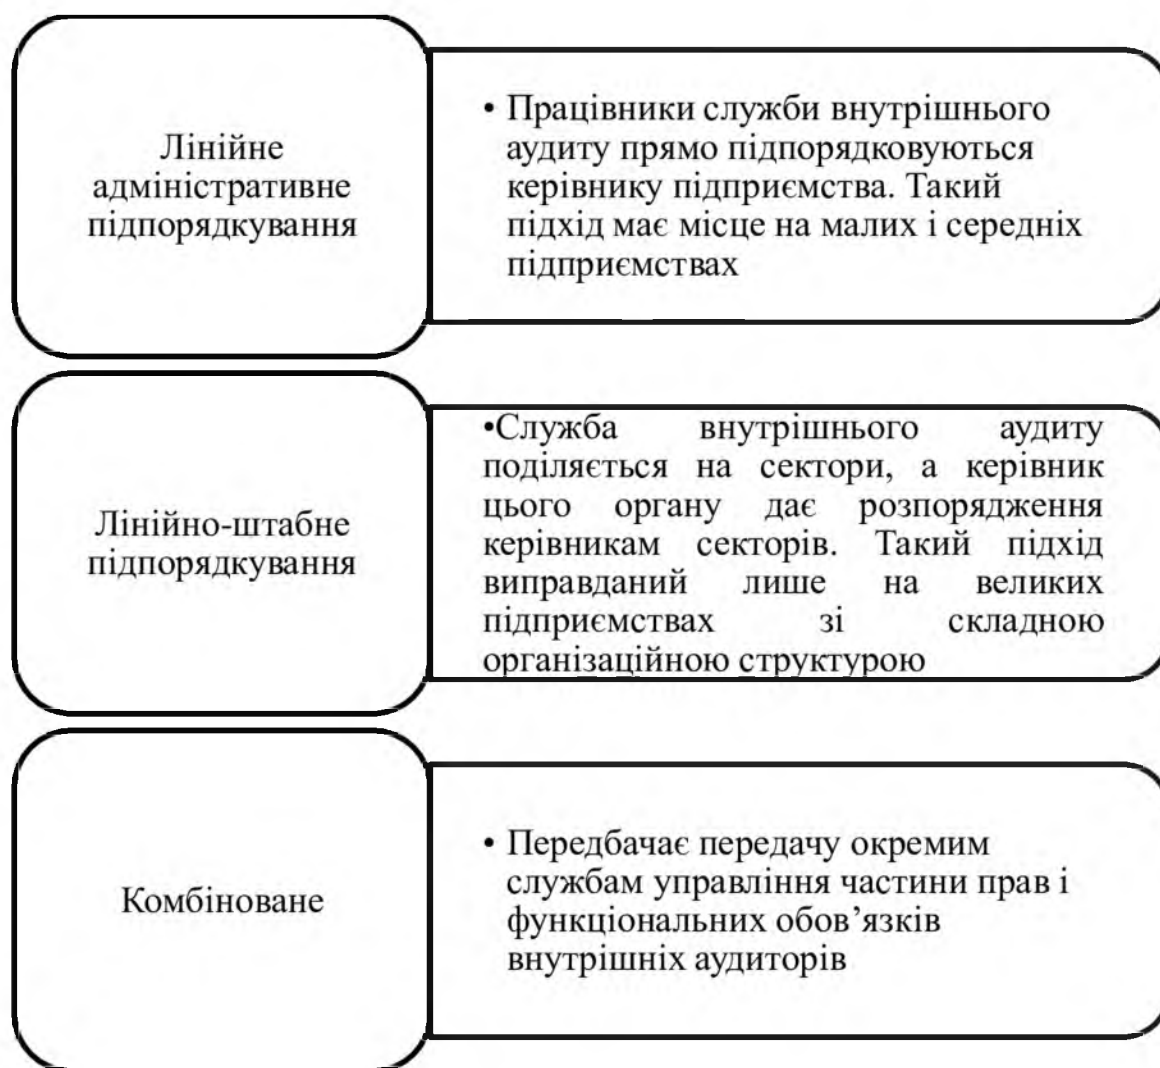 Лінійне
адміністративне
підпорядкування
• Працівники служби внутрішнього
аудиту прямо підпорядковуються
керівнику підприємства. Такий
підхід має місце на малих і середніх
підприємствах
Лінійно-штабне
підпорядкування
•Служба внутрішнього аудиту
поділяється на сектори, а керівник
цього органу дає розпорядження
керівникам секторів. Такий підхід
виправданий лише на великих
підприємствах зі складною
організаційною структурою
Комбіноване
• Передбачає передачу окремим
службам управління частини прав і
функціональних обов’язків
внутрішніх аудиторів